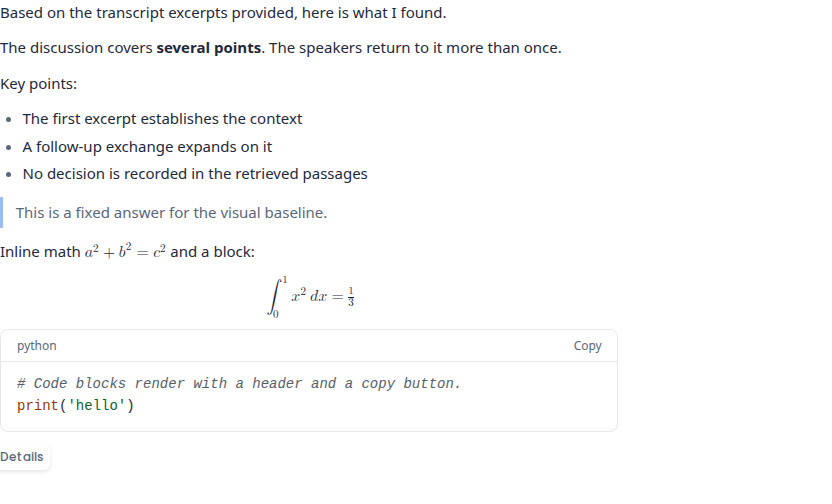 Based on the transcript excerpts provided, here is what I found.
The discussion covers several points. The speakers return to it more than once.
Key points:
• The first excerpt establishes the context
• A follow-up exchange expands on it
• No decision is recorded in the retrieved passages
This is a fixed answer for the visual baseline.
Inline math a² + b² = c² and a block:
∫₀¹ x² dx = 1/3
python Copy
# Code blocks render with a header and a copy button.
print('hello')
Details